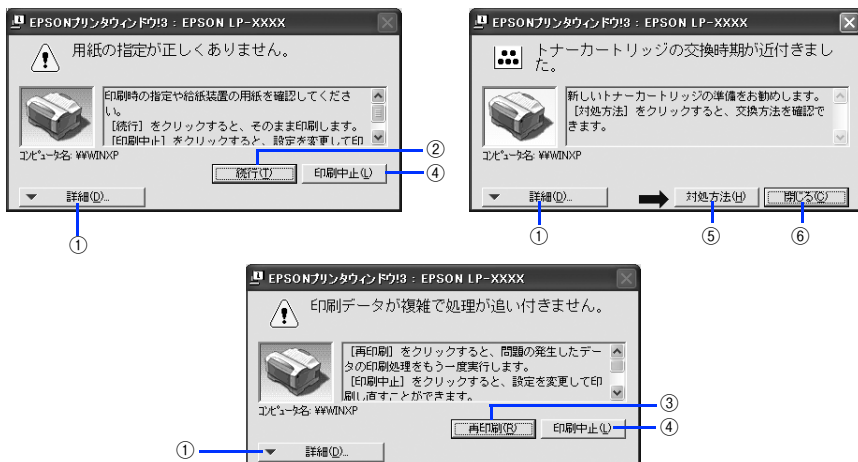 EPSONプリンタウィンドウ!3 : EPSON LP-XXXX
用紙の指定が正しくありません。
印刷時の指定や給紙装置の用紙を確認してくださ
い。
［続行］をクリックすると、そのまま印刷します。
［印刷中止］をクリックすると、設定を変更して印
コンピュータ名: ¥¥WINXP
続行(T)
印刷中止(L)
▼ 詳細(D)...
②
④
①
EPSONプリンタウィンドウ!3 : EPSON LP-XXXX
トナーカートリッジの交換時期が近付きまし
た。
新しいトナーカートリッジの準備をお勧めします。
［対処方法］をクリックすると、交換方法を確認で
きます。
コンピュータ名: ¥¥WINXP
▼ 詳細(D)...
対処方法(H)
閉じる(C)
①
⑤
⑥
EPSONプリンタウィンドウ!3 : EPSON LP-XXXX
印刷データが複雑で処理が追い付きません。
［再印刷］をクリックすると、問題の発生したデー
タの印刷処理をもう一度実行します。
［印刷中止］をクリックすると、設定を変更して印
刷し直すことができます。
コンピュータ名: ¥¥WINXP
再印刷(R)
印刷中止(L)
③
④
①
▼ 詳細(D)...